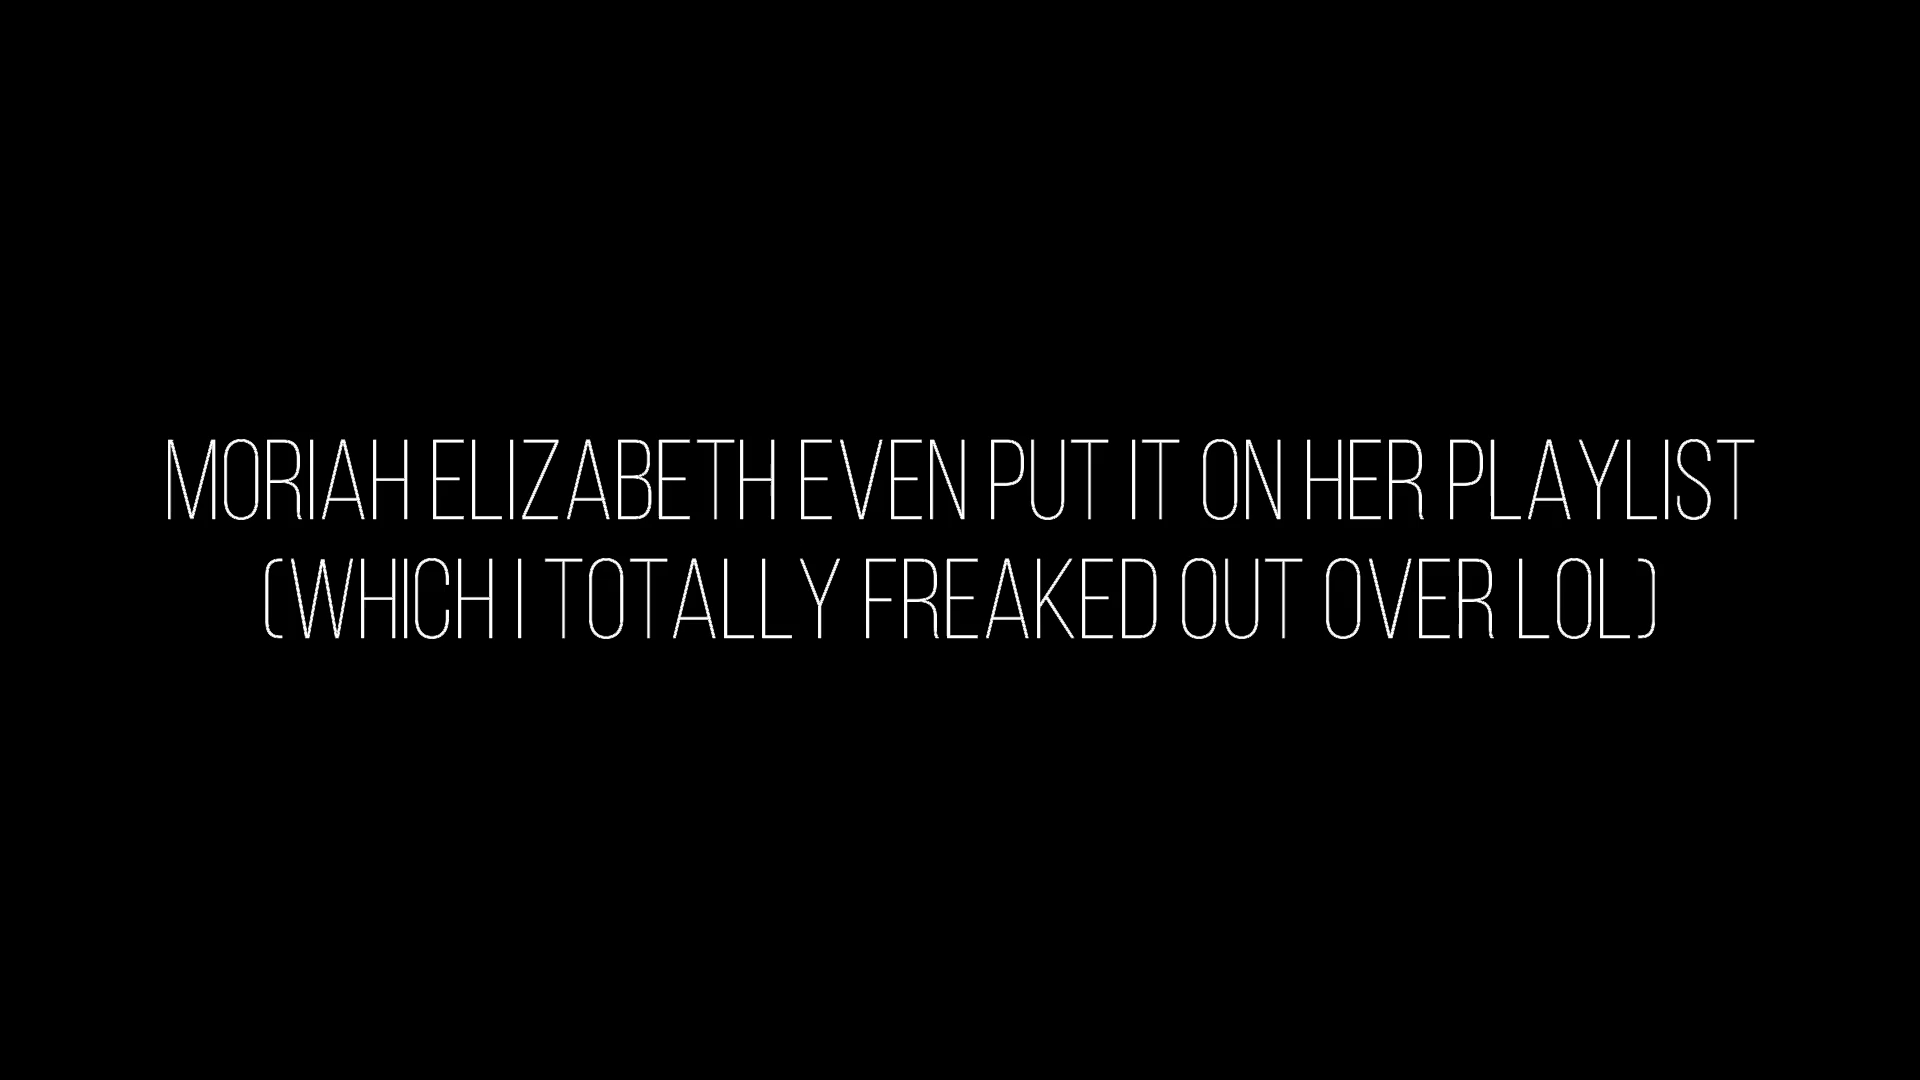 MORIAH ELIZABETH EVEN PUT IT ON HER PLAYLIST
(WHICH I TOTALLY FREAKED OUT OVER LOL)